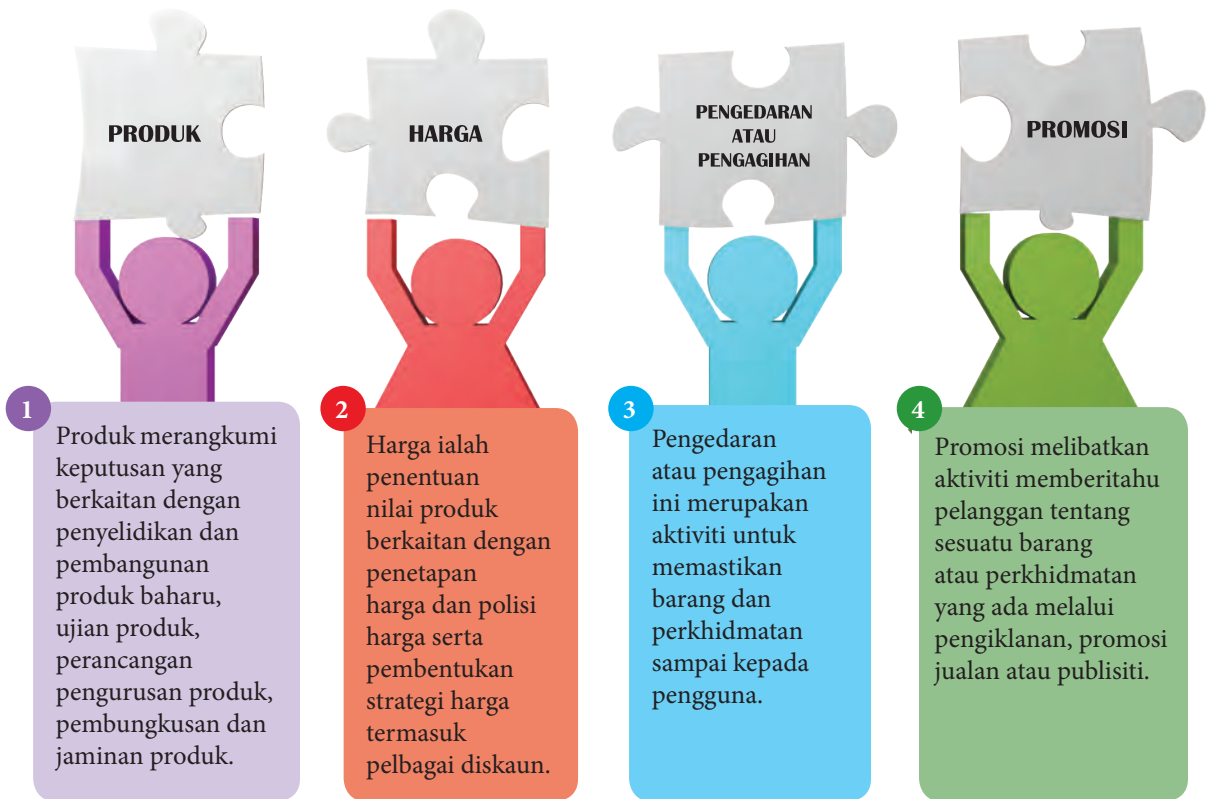 PRODUK
HARGA
PENGEDARAN
ATAU
PENGAGIHAN
PROMOSI
1
Produk merangkumi
keputusan yang
berkaitan dengan
penyelidikan dan
pembangunan
produk baharu,
ujian produk,
perancangan
pengurusan produk,
pembungkusan dan
jaminan produk.
2
Harga ialah
penentuan
nilai produk
berkaitan dengan
penetapan
harga dan polisi
harga serta
pembentukan
strategi harga
termasuk
pelbagai diskaun.
3
Pengedaran
atau pengagihan
ini merupakan
aktiviti untuk
memastikan
barang dan
perkhidmatan
sampai kepada
pengguna.
4
Promosi melibatkan
aktiviti memberitahu
pelanggan tentang
sesuatu barang
atau perkhidmatan
yang ada melalui
pengiklanan, promosi
jualan atau publisiti.